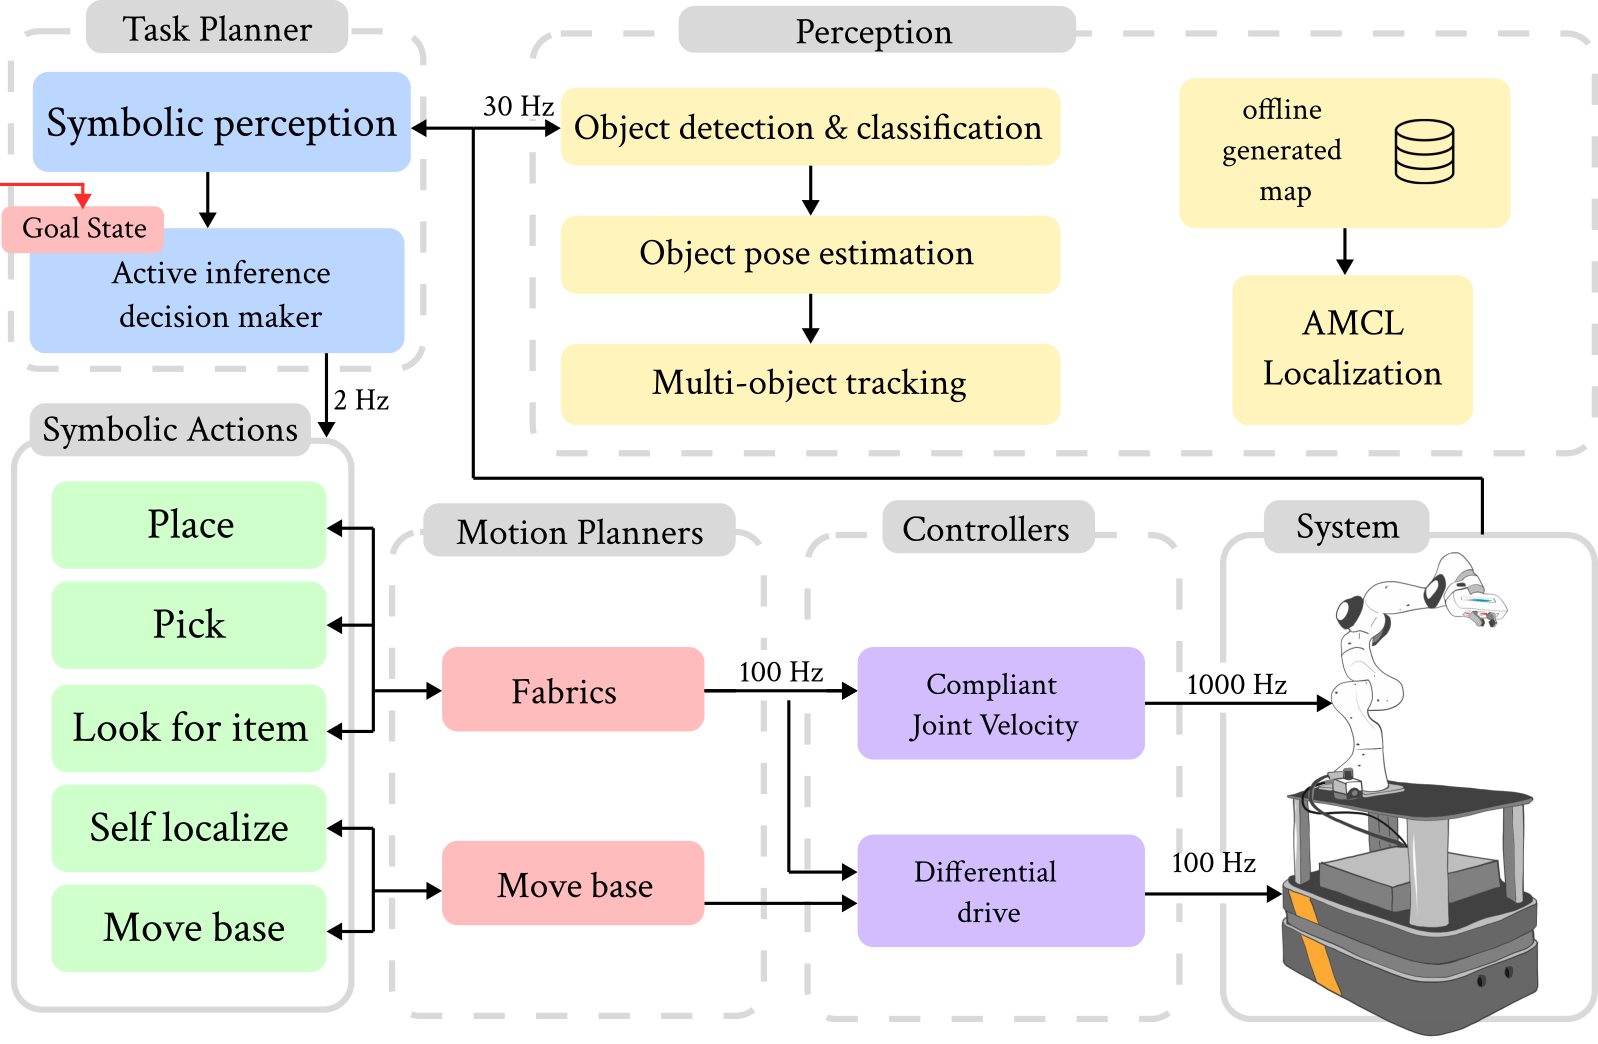 Task Planner
Symbolic perception
Goal State
Active inference
decision maker
2 Hz
30 Hz
Perception
Object detection & classification
Object pose estimation
Multi-object tracking
offline
generated
map
AMCL
Localization
Symbolic Actions
Place
Pick
Look for item
Self localize
Move base
Motion Planners
Fabrics
Move base
100 Hz
Controllers
Compliant
Joint Velocity
Differential
drive
1000 Hz
100 Hz
System